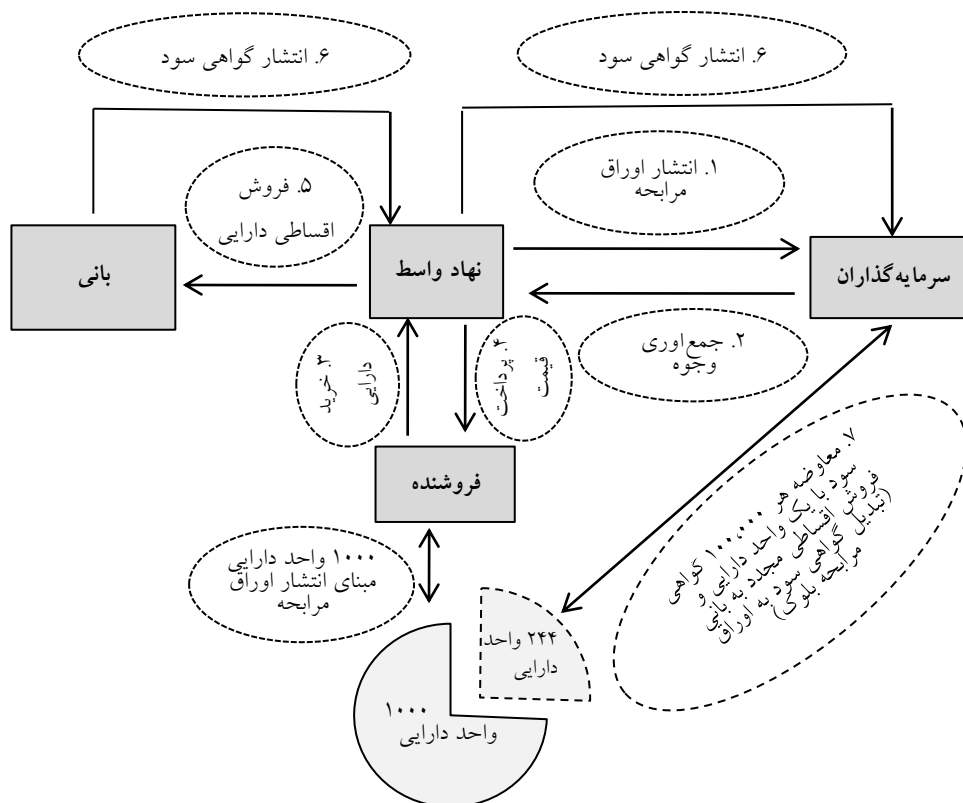 ۶. انتشار گواهی سود
۶. انتشار گواهی سود
۱. انتشار اوراق
مرابحه
۵. فروش
اقساطی دارایی
سرمایه‌گذاران
نهاد واسط
بانی
۲. جمع‌اوری
وجوه
۴. پرداخت
قیمت
۳. خرید
دارایی
فروشنده
۷. معاوضه هر ۱۰۰,۰۰۰ گواهی
سود با یک واحد دارایی و
فروش اقساطی مجدد به بانی
(تبدیل گواهی سود به اوراق
مرابحه بلوکی)
۱۰۰۰ واحد دارایی
مبنای انتشار اوراق
مرابحه
۲۴۴ واحد
دارایی
۱۰۰۰
واحد دارایی